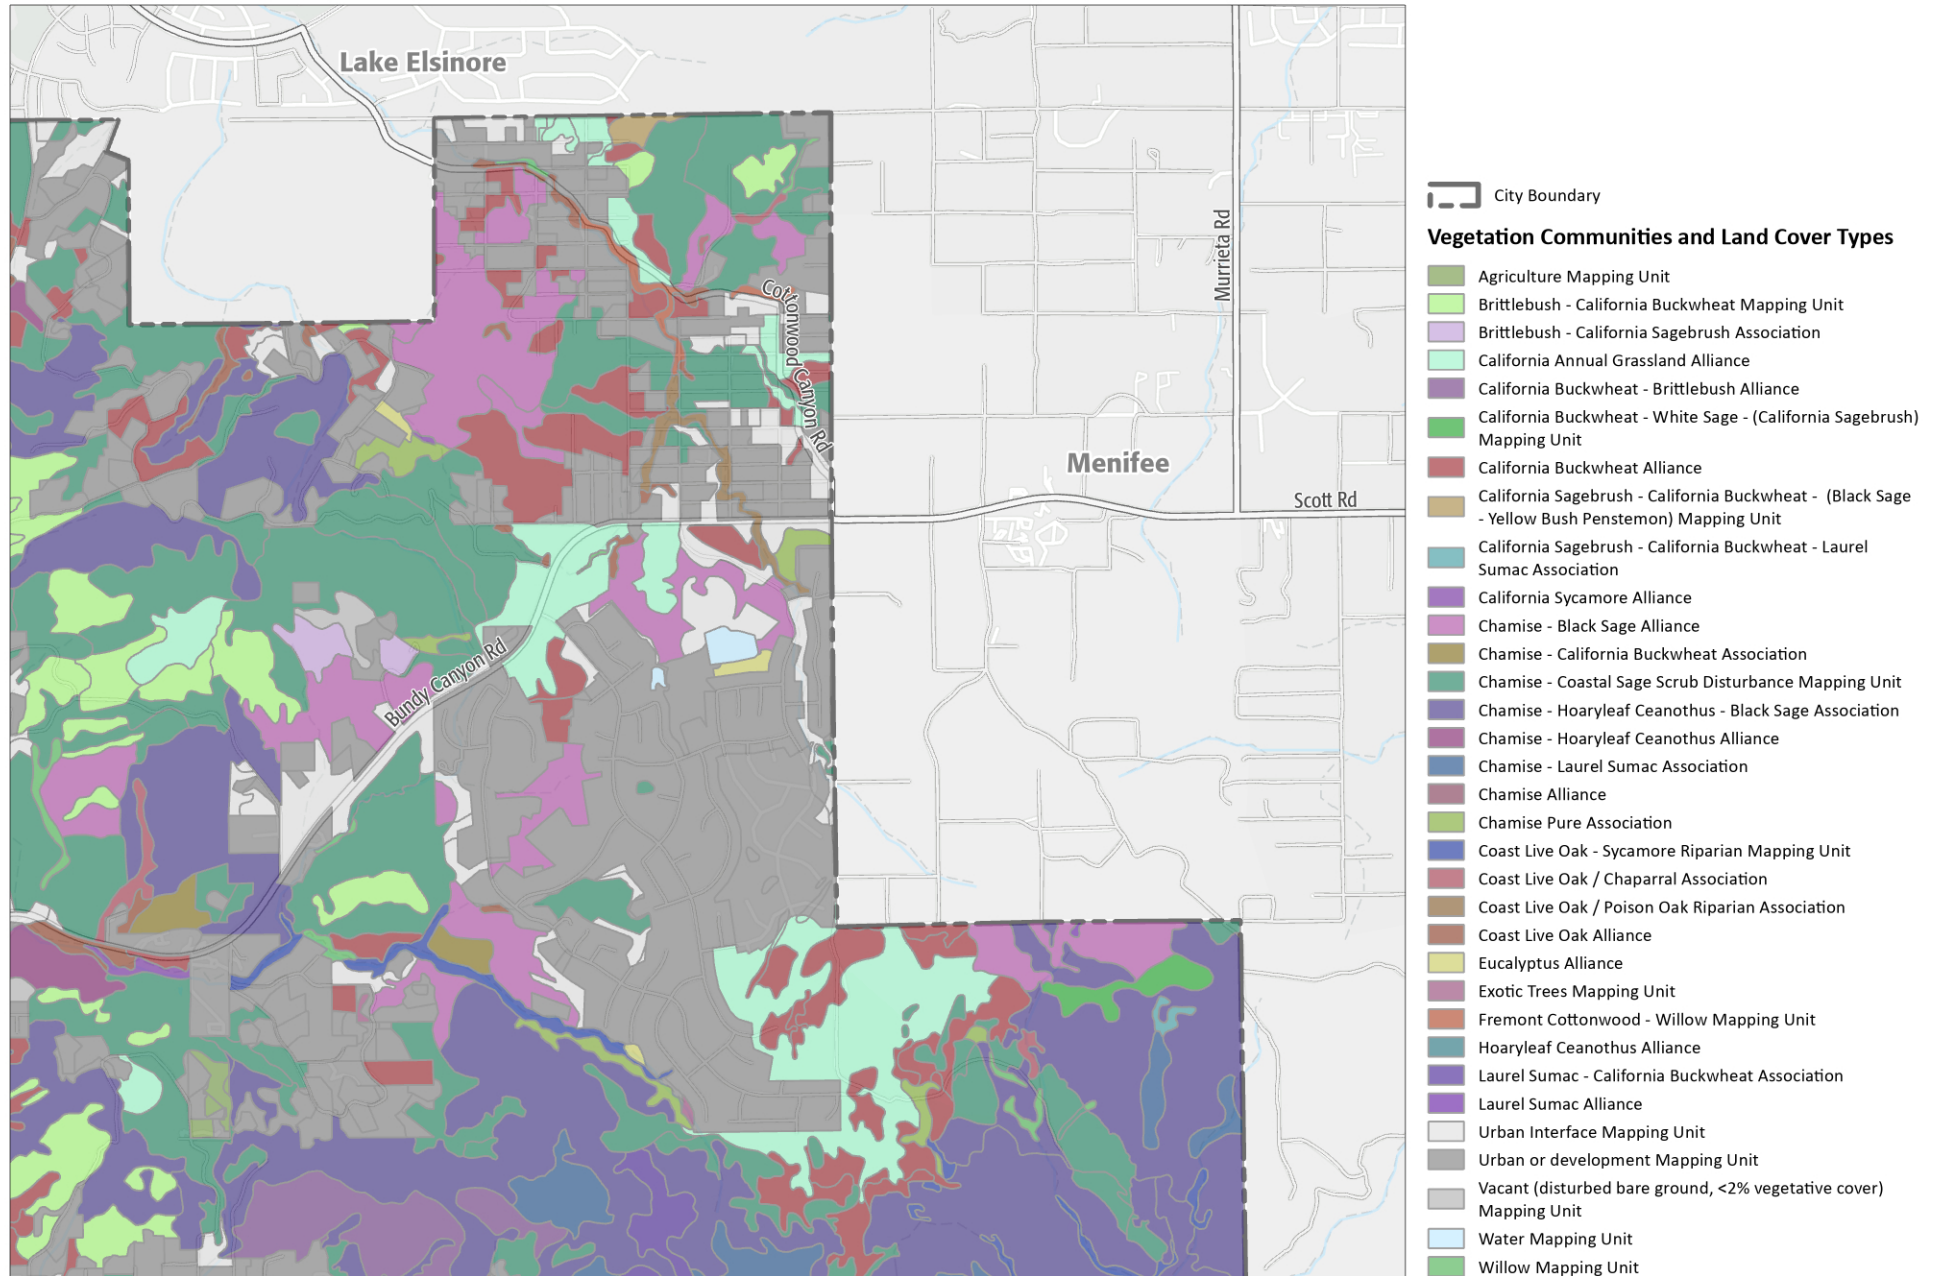 Lake Elsinore
Cottonwood Canyon Rd
Murrieta Rd
Menifee
Scott Rd
Bundy Canyon Rd
City Boundary
Vegetation Communities and Land Cover Types
Agriculture Mapping Unit
Brittlebush - California Buckwheat Mapping Unit
Brittlebush - California Sagebrush Association
California Annual Grassland Alliance
California Buckwheat - Brittlebush Alliance
California Buckwheat - White Sage - (California Sagebrush)
Mapping Unit
California Buckwheat Alliance
California Sagebrush - California Buckwheat - (Black Sage
- Yellow Bush Penstemon) Mapping Unit
California Sagebrush - California Buckwheat - Laurel
Sumac Association
California Sycamore Alliance
Chamise - Black Sage Alliance
Chamise - California Buckwheat Association
Chamise - Coastal Sage Scrub Disturbance Mapping Unit
Chamise - Hoaryleaf Ceanothus - Black Sage Association
Chamise - Hoaryleaf Ceanothus Alliance
Chamise - Laurel Sumac Association
Chamise Alliance
Chamise Pure Association
Coast Live Oak - Sycamore Riparian Mapping Unit
Coast Live Oak / Chaparral Association
Coast Live Oak / Poison Oak Riparian Association
Coast Live Oak Alliance
Eucalyptus Alliance
Exotic Trees Mapping Unit
Fremont Cottonwood - Willow Mapping Unit
Hoaryleaf Ceanothus Alliance
Laurel Sumac - California Buckwheat Association
Laurel Sumac Alliance
Urban Interface Mapping Unit
Urban or development Mapping Unit
Vacant (disturbed bare ground, <2% vegetative cover)
Mapping Unit
Water Mapping Unit
Willow Mapping Unit